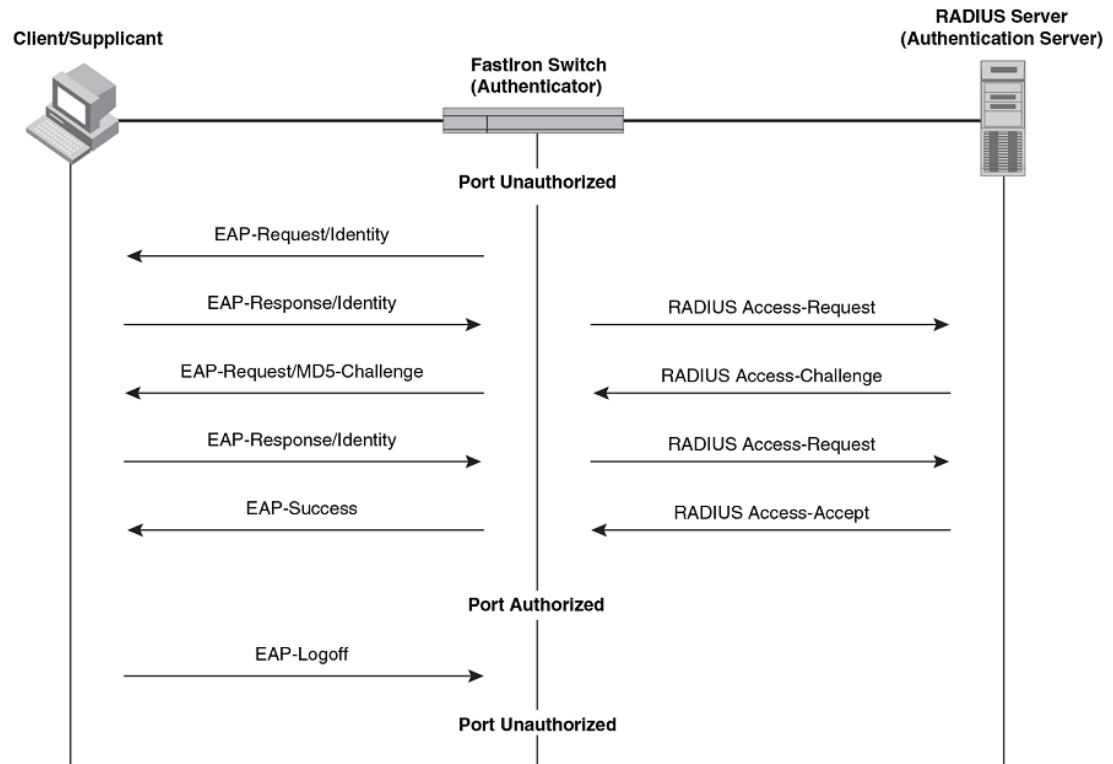 Client/Supplicant
RADIUS Server
(Authentication Server)
FastIron Switch
(Authenticator)
Port Unauthorized
EAP-Request/Identity
EAP-Response/Identity
RADIUS Access-Request
EAP-Request/MD5-Challenge
RADIUS Access-Challenge
EAP-Response/Identity
RADIUS Access-Request
EAP-Success
RADIUS Access-Accept
Port Authorized
EAP-Logoff
Port Unauthorized